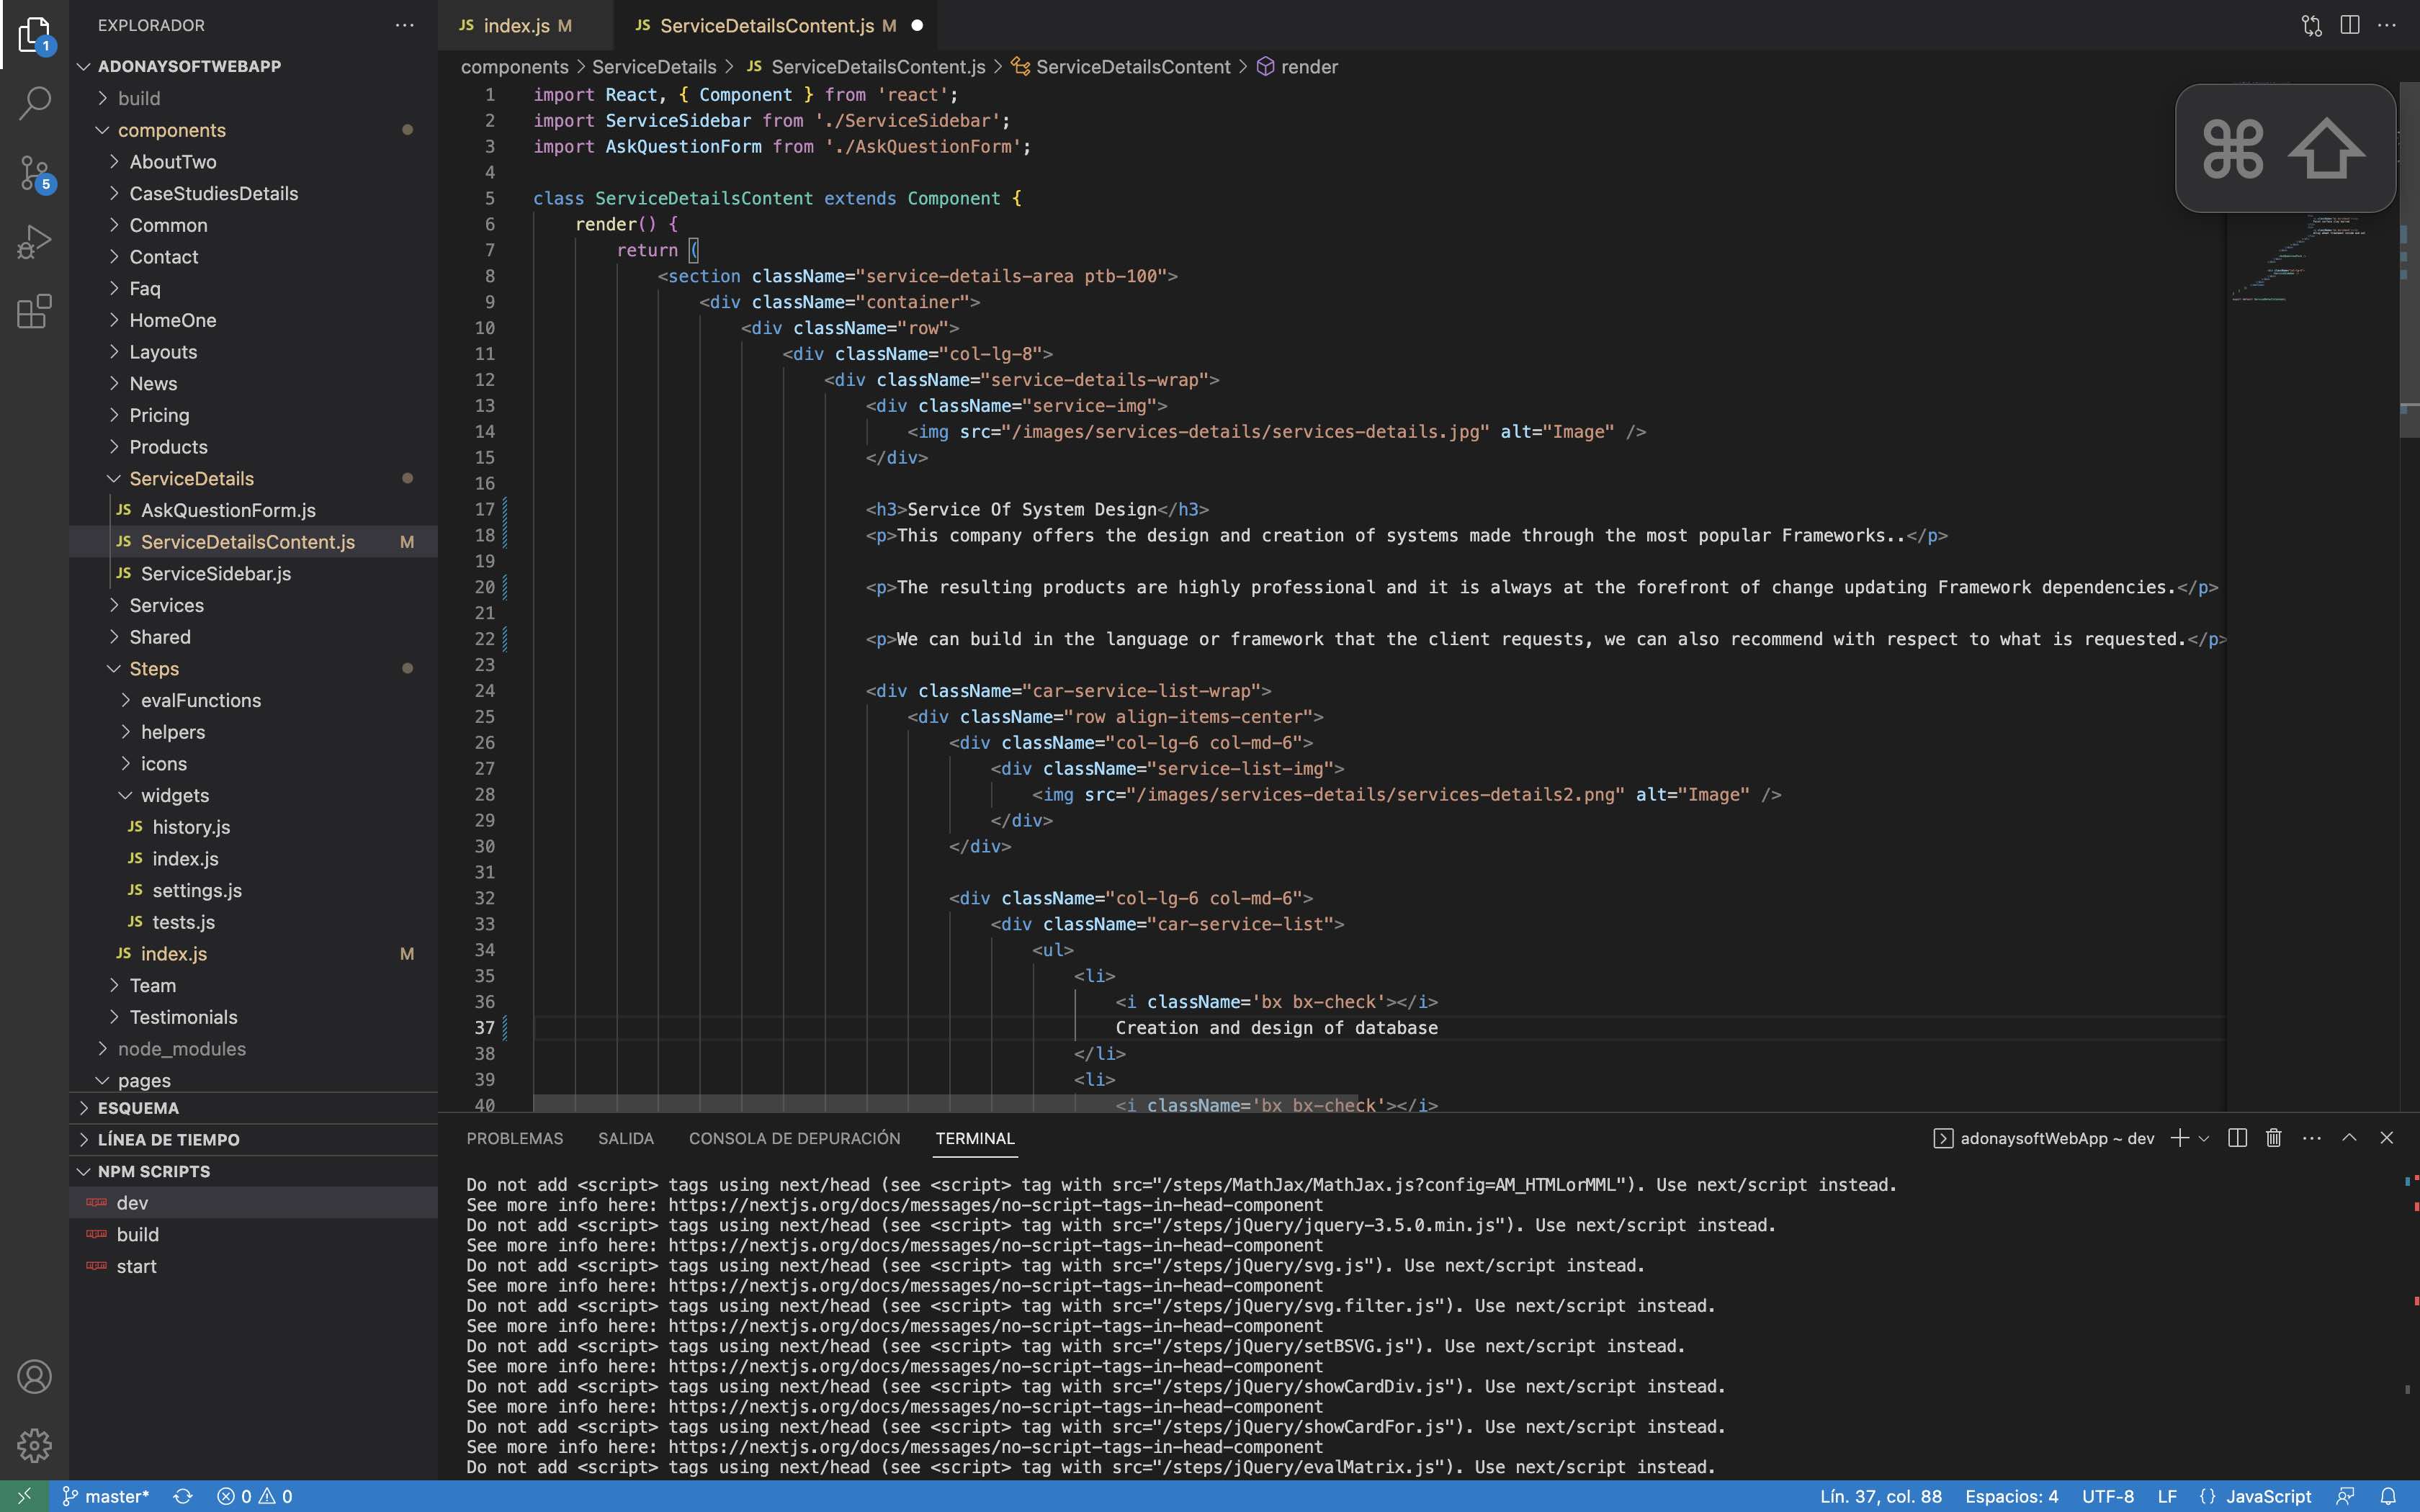 EXPLORADOR
ADONAYSOFTWEBAPP
build
components
AboutTwo
CaseStudiesDetails
Common
Contact
Faq
HomeOne
Layouts
News
Pricing
Products
ServiceDetails
JS AskQuestionForm.js
JS ServiceDetailsContent.js M
JS ServiceSidebar.js
Services
Shared
Steps
evalFunctions
helpers
icons
widgets
JS history.js
JS index.js
JS settings.js
JS tests.js
JS index.js M
Team
Testimonials
node_modules
pages
ESQUEMA
LÍNEA DE TIEMPO
NPM SCRIPTS
dev
build
start
1
5
JS index.js M
JS ServiceDetailsContent.js M
components > ServiceDetails > JS ServiceDetailsContent.js > ServiceDetailsContent > render
1 import React, { Component } from 'react';
2 import ServiceSidebar from './ServiceSidebar';
3 import AskQuestionForm from './AskQuestionForm';
4
5 class ServiceDetailsContent extends Component {
6 render() {
7 return (
8 <section className="service-details-area ptb-100">
9 <div className="container">
10 <div className="row">
11 <div className="col-lg-8">
12 <div className="service-details-wrap">
13 <div className="service-img">
14 <img src="/images/services-details/services-details.jpg" alt="Image" />
15 </div>
16
17 <h3>Service Of System Design</h3>
18 <p>This company offers the design and creation of systems made through the most popular Frameworks..</p>
19
20 <p>The resulting products are highly professional and it is always at the forefront of change updating Framework dependencies.</p>
21
22 <p>We can build in the language or framework that the client requests, we can also recommend with respect to what is requested.</p>
23
24 <div className="car-service-list-wrap">
25 <div className="row align-items-center">
26 <div className="col-lg-6 col-md-6">
27 <div className="service-list-img">
28 <img src="/images/services-details/services-details2.png" alt="Image" />
29 </div>
30 </div>
31
32 <div className="col-lg-6 col-md-6">
33 <div className="car-service-list">
34 <ul>
35 <li>
36 <i className='bx bx-check'></i>
37 Creation and design of database
38 </li>
39 <li>
40 <i className='bx bx-check'></i>
PROBLEMAS SALIDA CONSOLA DE DEPURACIÓN TERMINAL adonaysoftWebApp ~ dev
Do not add <script> tags using next/head (see <script> tag with src="/steps/MathJax/MathJax.js?config=AM_HTMLorMML"). Use next/script instead.
See more info here: https://nextjs.org/docs/messages/no-script-tags-in-head-component
Do not add <script> tags using next/head (see <script> tag with src="/steps/jQuery/jquery-3.5.0.min.js"). Use next/script instead.
See more info here: https://nextjs.org/docs/messages/no-script-tags-in-head-component
Do not add <script> tags using next/head (see <script> tag with src="/steps/jQuery/svg.js"). Use next/script instead.
See more info here: https://nextjs.org/docs/messages/no-script-tags-in-head-component
Do not add <script> tags using next/head (see <script> tag with src="/steps/jQuery/svg.filter.js"). Use next/script instead.
See more info here: https://nextjs.org/docs/messages/no-script-tags-in-head-component
Do not add <script> tags using next/head (see <script> tag with src="/steps/jQuery/setBSVG.js"). Use next/script instead.
See more info here: https://nextjs.org/docs/messages/no-script-tags-in-head-component
Do not add <script> tags using next/head (see <script> tag with src="/steps/jQuery/showCardDiv.js"). Use next/script instead.
See more info here: https://nextjs.org/docs/messages/no-script-tags-in-head-component
Do not add <script> tags using next/head (see <script> tag with src="/steps/jQuery/showCardFor.js"). Use next/script instead.
See more info here: https://nextjs.org/docs/messages/no-script-tags-in-head-component
Do not add <script> tags using next/head (see <script> tag with src="/steps/jQuery/evalMatrix.js"). Use next/script instead.
master* 0 0 Lín. 37, col. 88 Espacios: 4 UTF-8 LF {} JavaScript